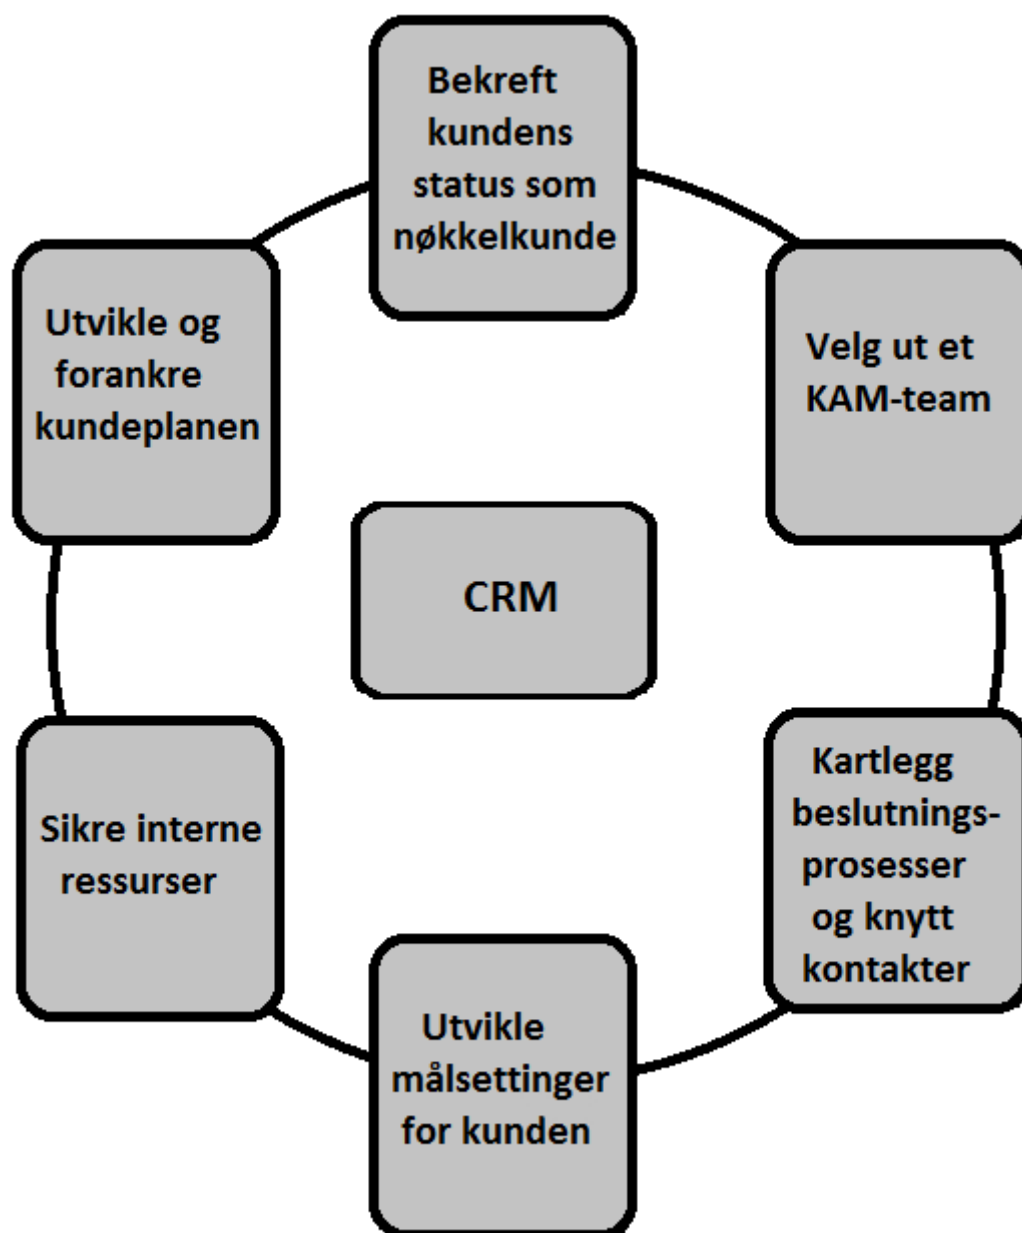 Bekreft
kundens
status som
nøkkelkunde
Velg ut et
KAM-team
Kartlegg
beslutnings-
prosesser
og knytt
kontakter
Utvikle
målsettinger
for kunden
Sikre interne
ressurser
Utvikle og
forankre
kundeplanen
CRM